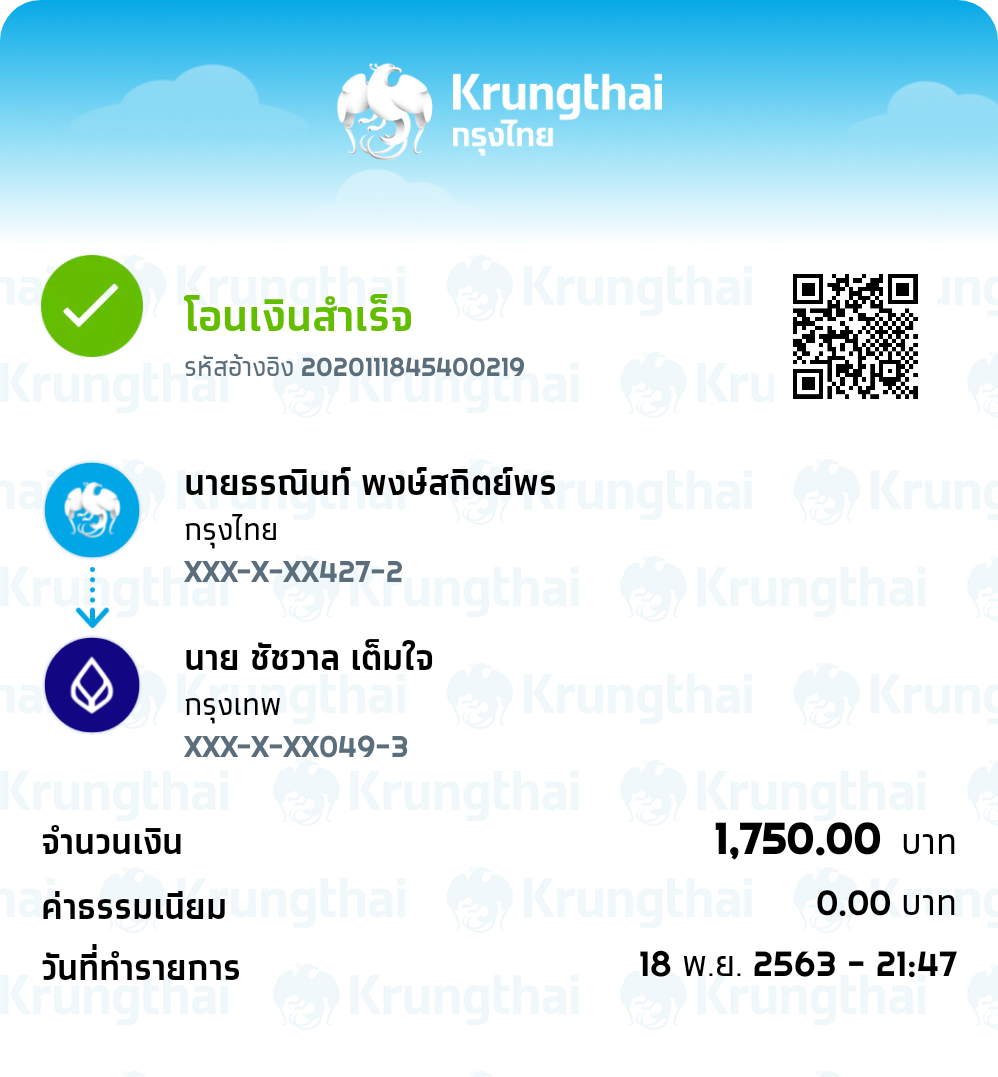 Krungthai
กรุงไทย
โอนเงินสำเร็จ
รหัสอ้างอิง 2020111845400219
นายธรณินท์ พงษ์สถิตย์พร
กรุงไทย
XXX-X-XX427-2
นาย ชัชวาล เต็มใจ
กรุงเทพ
XXX-X-XX049-3
จำนวนเงิน 1,750.00 บาท
ค่าธรรมเนียม 0.00 บาท
วันที่ทำรายการ 18 พ.ย. 2563 - 21:47